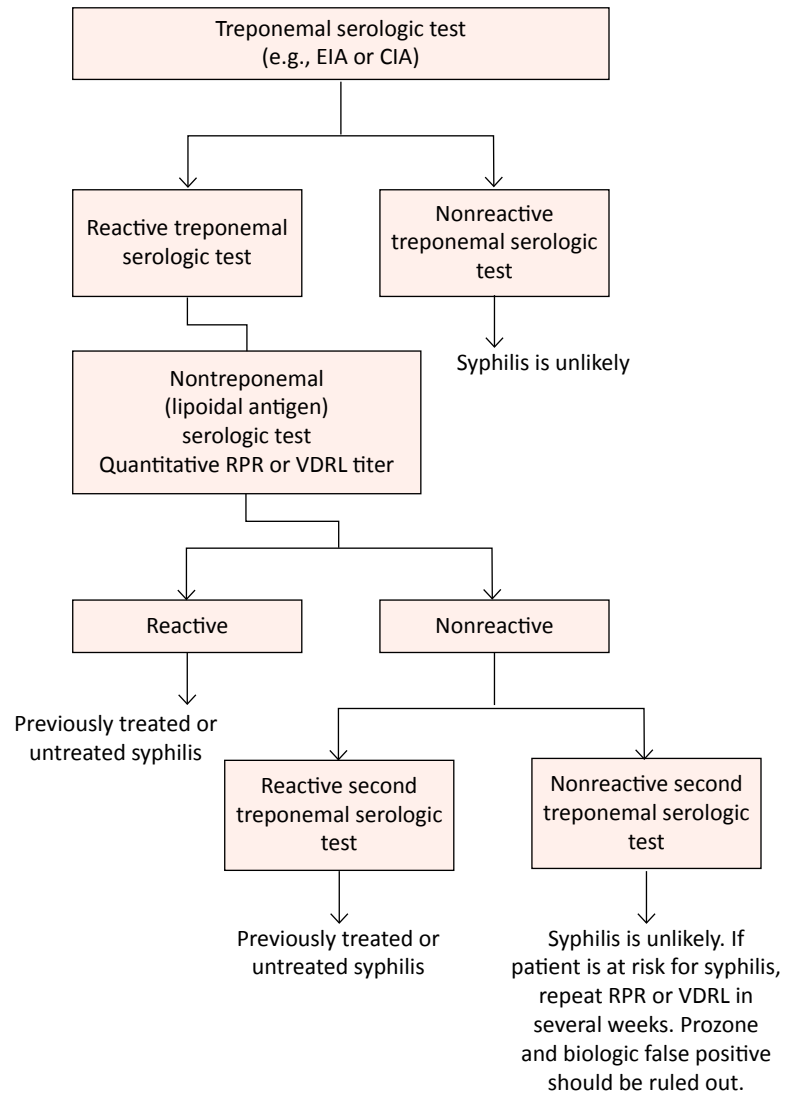 Treponemal serologic test
(e.g., EIA or CIA)
Reactive treponemal
serologic test
Nonreactive
treponemal serologic
test
Syphilis is unlikely
Nontreponemal
(lipoidal antigen)
serologic test
Quantitative RPR or VDRL titer
Reactive
Nonreactive
Previously treated or
untreated syphilis
Reactive second
treponemal serologic
test
Nonreactive second
treponemal serologic
test
Previously treated or
untreated syphilis
Syphilis is unlikely. If
patient is at risk for syphilis,
repeat RPR or VDRL in
several weeks. Prozone
and biologic false positive
should be ruled out.